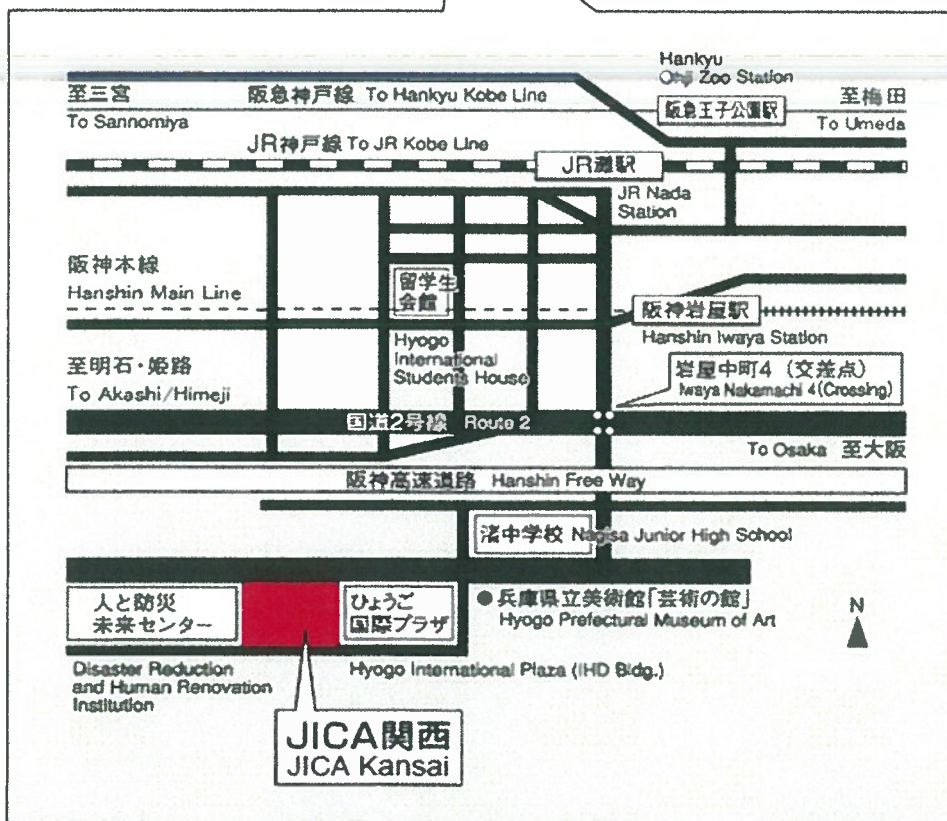 Hankyu
Ohji Zoo Station
至三宮
阪急神戸線 To Hankyu Kobe Line
阪急王子公園駅
至梅田
To Sannomiya
To Umeda
JR神戸線 To JR Kobe Line
JR灘駅
JR Nada
Station
阪神本線
Hanshin Main Line
留学生
会館
阪神岩屋駅
Hanshin Iwaya Station
Hyogo
International
Students House
至明石・姫路
To Akashi/Himeji
岩屋中町4（交差点）
Iwaya Nakamachi 4(Crossing)
国道2号線 Route 2
To Osaka 至大阪
阪神高速道路 Hanshin Free Way
渚中学校 Nagisa Junior High School
人と防災
未来センター
ひょうご
国際プラザ
兵庫県立美術館「芸術の館」
Hyogo Prefectural Museum of Art
N
Disaster Reduction
and Human Renovation
Institution
Hyogo International Plaza (IHD Bldg.)
JICA関西
JICA Kansai